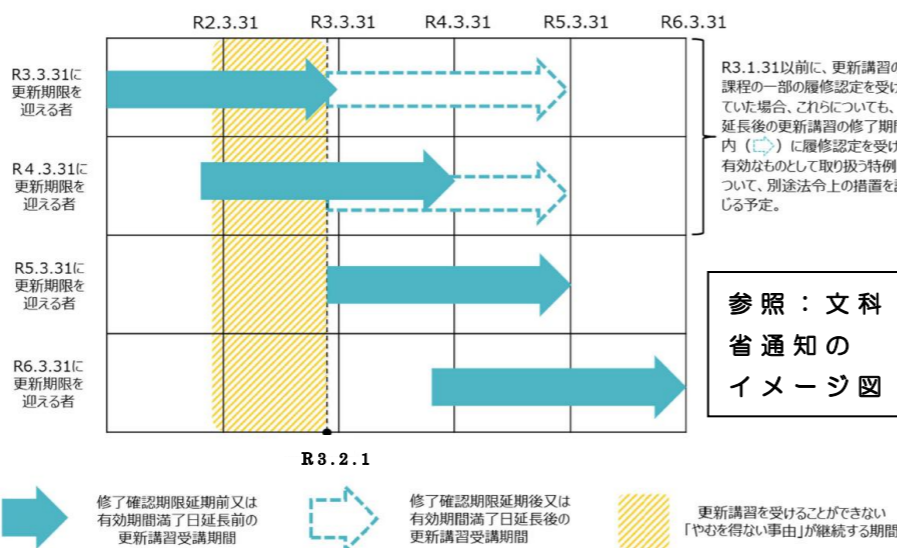 R2.3.31 R3.3.31 R4.3.31 R5.3.31 R6.3.31
R3.3.31に
更新期限を
迎える者
R4.3.31に
更新期限を
迎える者
R5.3.31に
更新期限を
迎える者
R6.3.31に
更新期限を
迎える者
R3.1.31以前に、更新講習の
課程の一部の履修認定を受け
ていた場合、これらについても、
延長後の更新講習の修了期
内（）に履修認定を受け
有効なものとして取り扱う特例
ついて、別途法令上の措置を
じる予定。
参照：文科
省通知の
イメージ図
R3.2.1
修了確認期限延期前又は
有効期間満了日延長前の
更新講習受講期間
修了確認期限延期後又は
有効期間満了日延長後の
更新講習受講期間
更新講習を受けることができない
「やむを得ない事由」が継続する期間